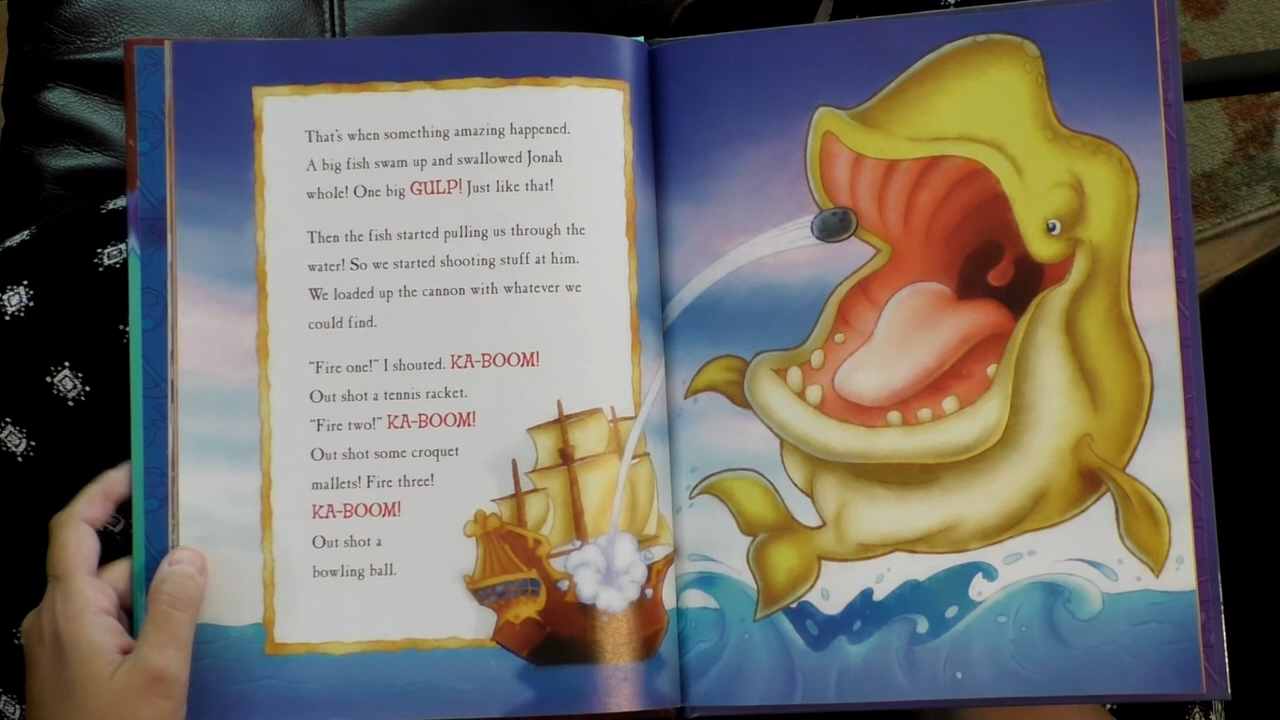 That's when something amazing happened.
A big fish swam up and swallowed Jonah
whole! One big GULP! Just like that!
Then the fish started pulling us through the
water! So we started shooting stuff at him.
We loaded up the cannon with whatever we
could find.
"Fire one!" I shouted. KA-BOOM!
Out shot a tennis racket.
"Fire two!" KA-BOOM!
Out shot some croquet
mallets! Fire three!
KA-BOOM!
Out shot a
bowling ball.